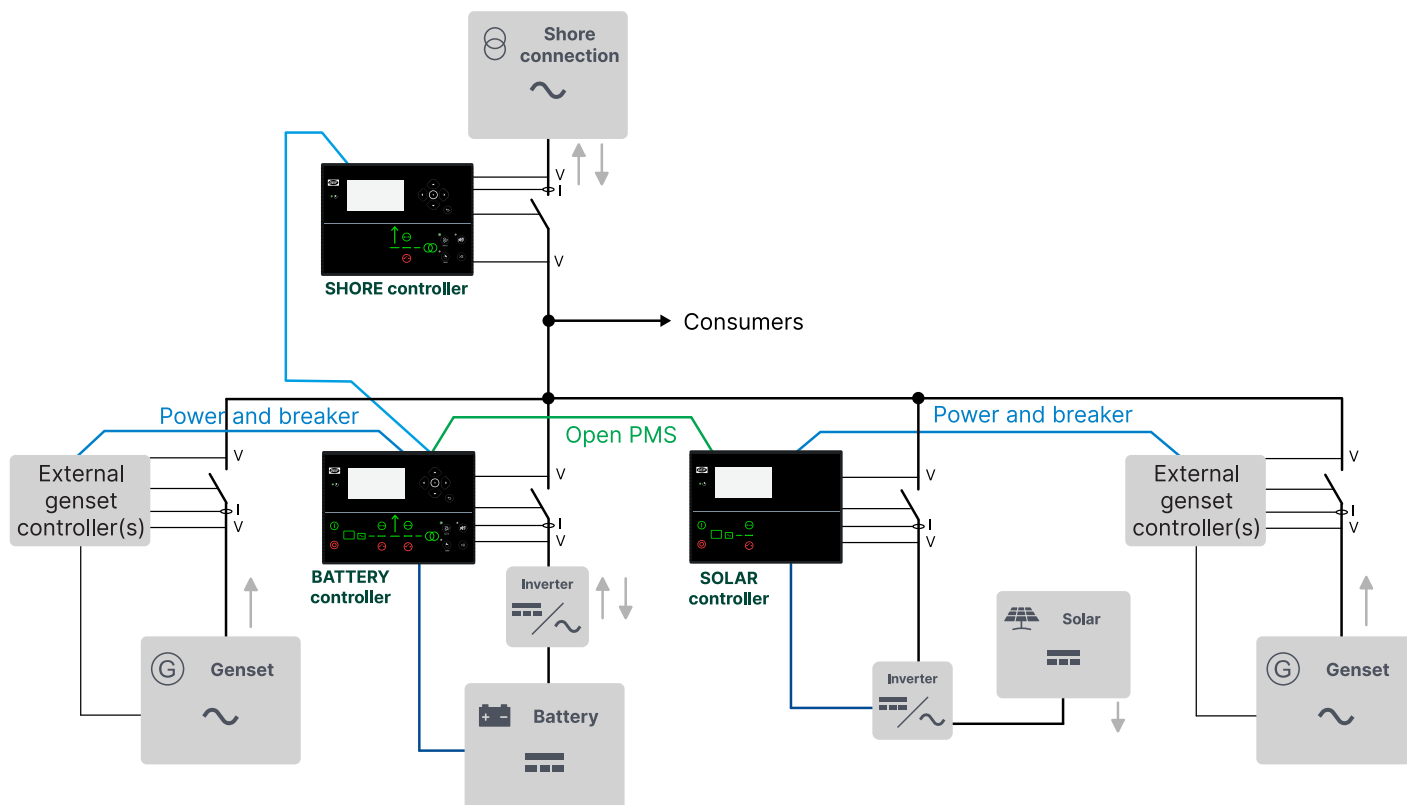 Shore
connection
V
I
V
SHORE controller
Consumers
Power and breaker
Open PMS
Power and breaker
External
genset
controller(s)
V
I
V
V
I
V
BATTERY
controller
Inverter
V
I
V
SOLAR
controller
Inverter
Solar
External
genset
controller(s)
V
I
V
G
Genset
Battery
G
Genset